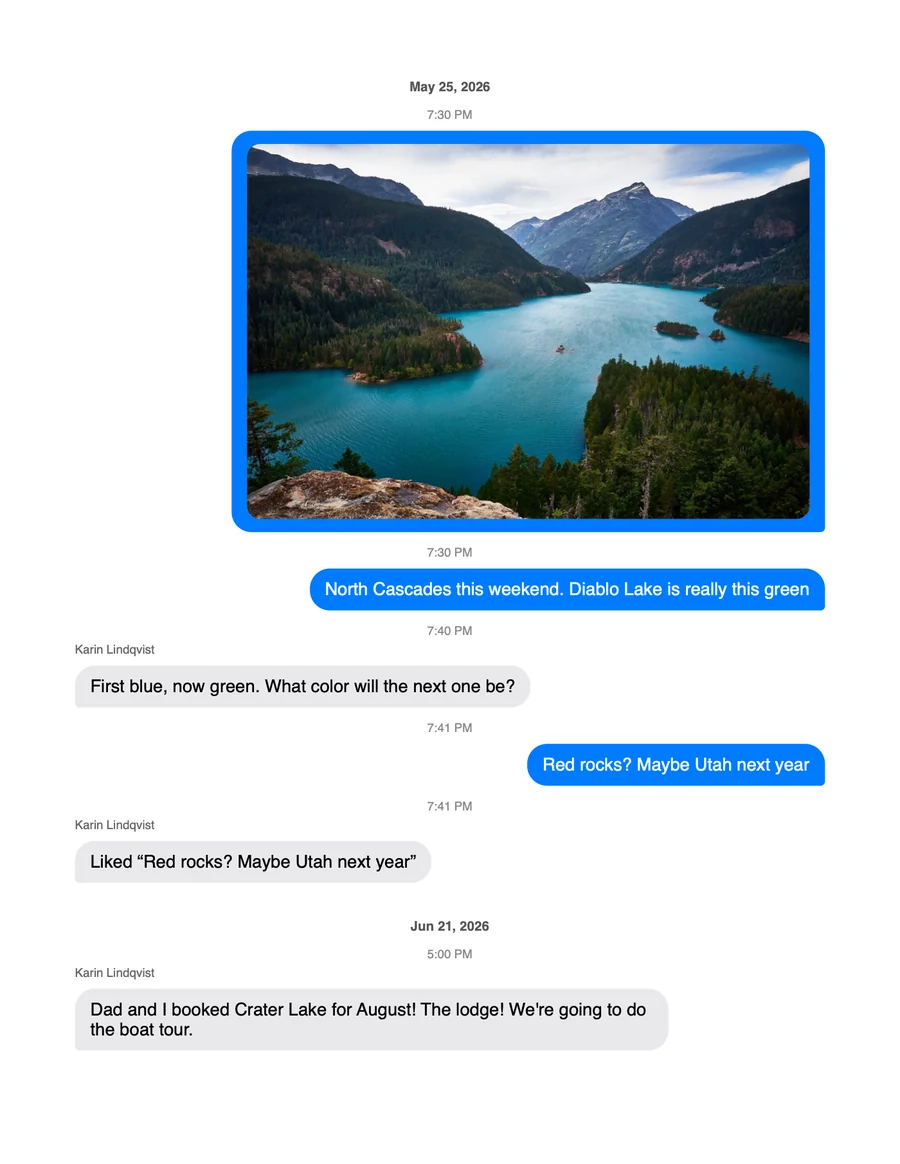 May 25, 2026
7:30 PM
7:30 PM
North Cascades this weekend. Diablo Lake is really this green
7:40 PM
Karin Lindqvist
First blue, now green. What color will the next one be?
7:41 PM
Red rocks? Maybe Utah next year
7:41 PM
Karin Lindqvist
Liked “Red rocks? Maybe Utah next year”
Jun 21, 2026
5:00 PM
Karin Lindqvist
Dad and I booked Crater Lake for August! The lodge! We're going to do
the boat tour.